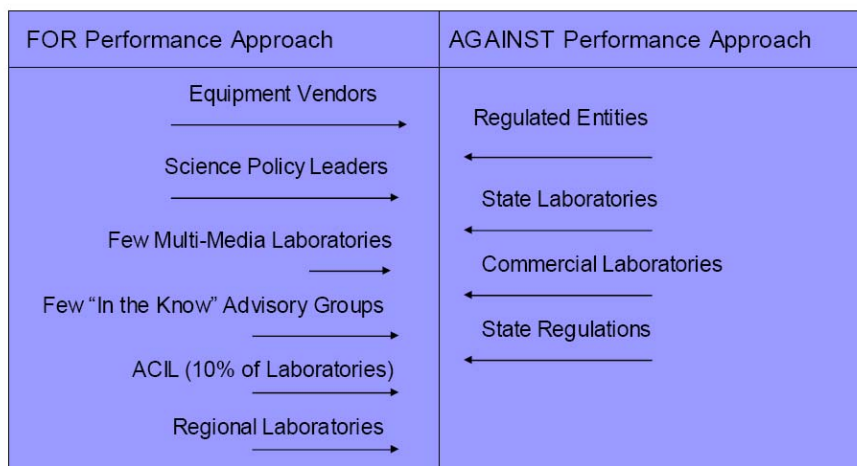 FOR Performance Approach
AGAINST Performance Approach
Equipment Vendors
Science Policy Leaders
Few Multi-Media Laboratories
Few “In the Know” Advisory Groups
ACIL (10% of Laboratories)
Regional Laboratories
Regulated Entities
State Laboratories
Commercial Laboratories
State Regulations